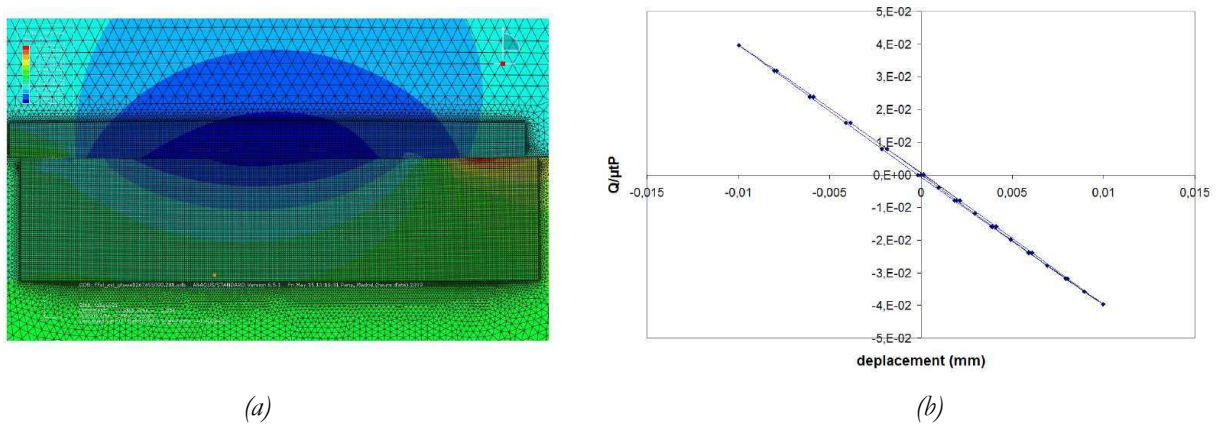 5,E-02
4,E-02
3,E-02
2,E-02
1,E-02
0,E+00
-0,015
-0,01
-0,005
0,005
0,01
0,015
-1,E-02
-2,E-02
-3,E-02
-4,E-02
-5,E-02
Q/μtP
deplacement (mm)
(a)
(b)